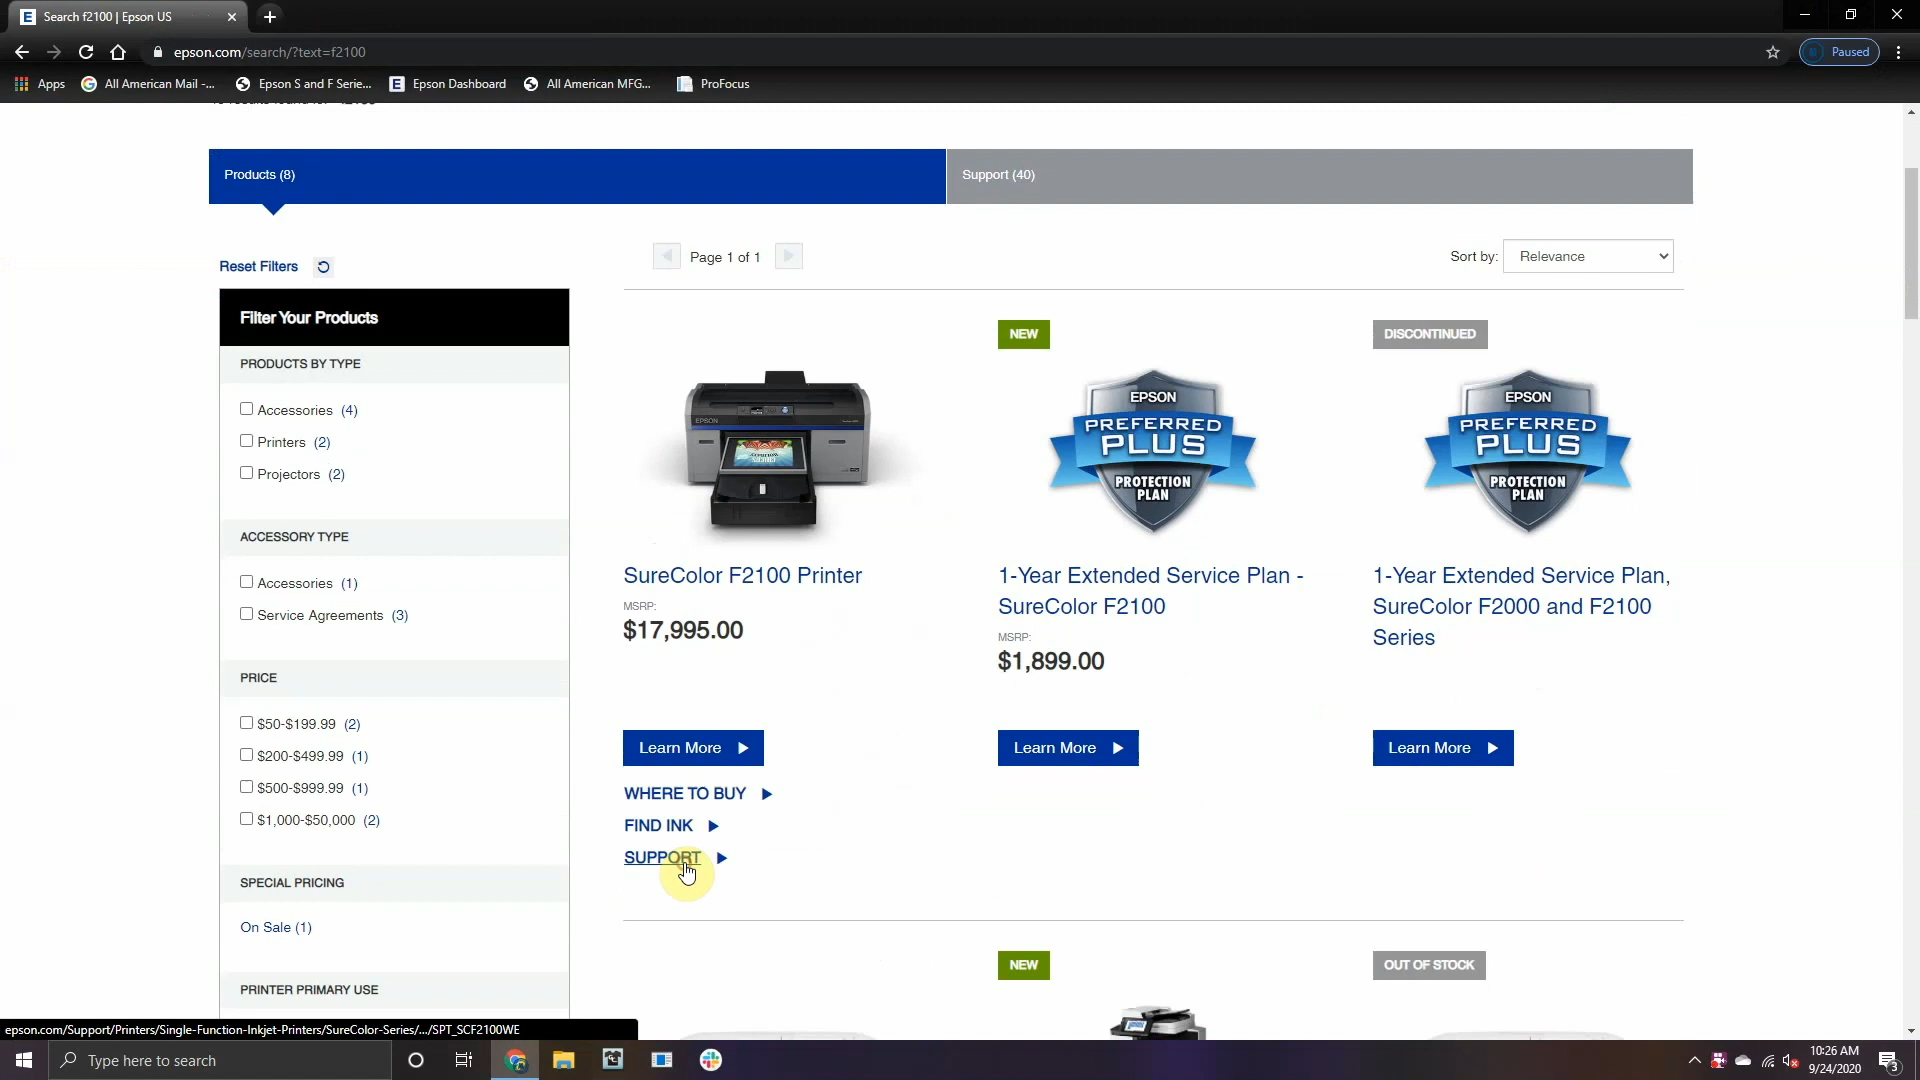 Search f2100 | Epson US
epson.com/search/?text=f2100
Paused
Apps
All American Mail -...
Epson S and F Serie...
Epson Dashboard
All American MFG...
ProFocus
Products (8)
Support (40)
Reset Filters
Page 1 of 1
Sort by:
Relevance
Filter Your Products
PRODUCTS BY TYPE
Accessories (4)
Printers (2)
Projectors (2)
ACCESSORY TYPE
Accessories (1)
Service Agreements (3)
PRICE
$50-$199.99 (2)
$200-$499.99 (1)
$500-$999.99 (1)
$1,000-$50,000 (2)
SPECIAL PRICING
On Sale (1)
PRINTER PRIMARY USE
EPSON
SureColor F2100 Printer
MSRP:
$17,995.00
Learn More
WHERE TO BUY
FIND INK
SUPPORT
NEW
EPSON
PREFERRED
PLUS
PROTECTION
PLAN
1-Year Extended Service Plan -
SureColor F2100
MSRP:
$1,899.00
Learn More
DISCONTINUED
EPSON
PREFERRED
PLUS
PROTECTION
PLAN
1-Year Extended Service Plan,
SureColor F2000 and F2100
Series
Learn More
NEW
OUT OF STOCK
epson.com/Support/Printers/Single-Function-Inkjet-Printers/SureColor-Series/.../SPT_SCF2100WE
Type here to search
10:26 AM
9/24/2020
3